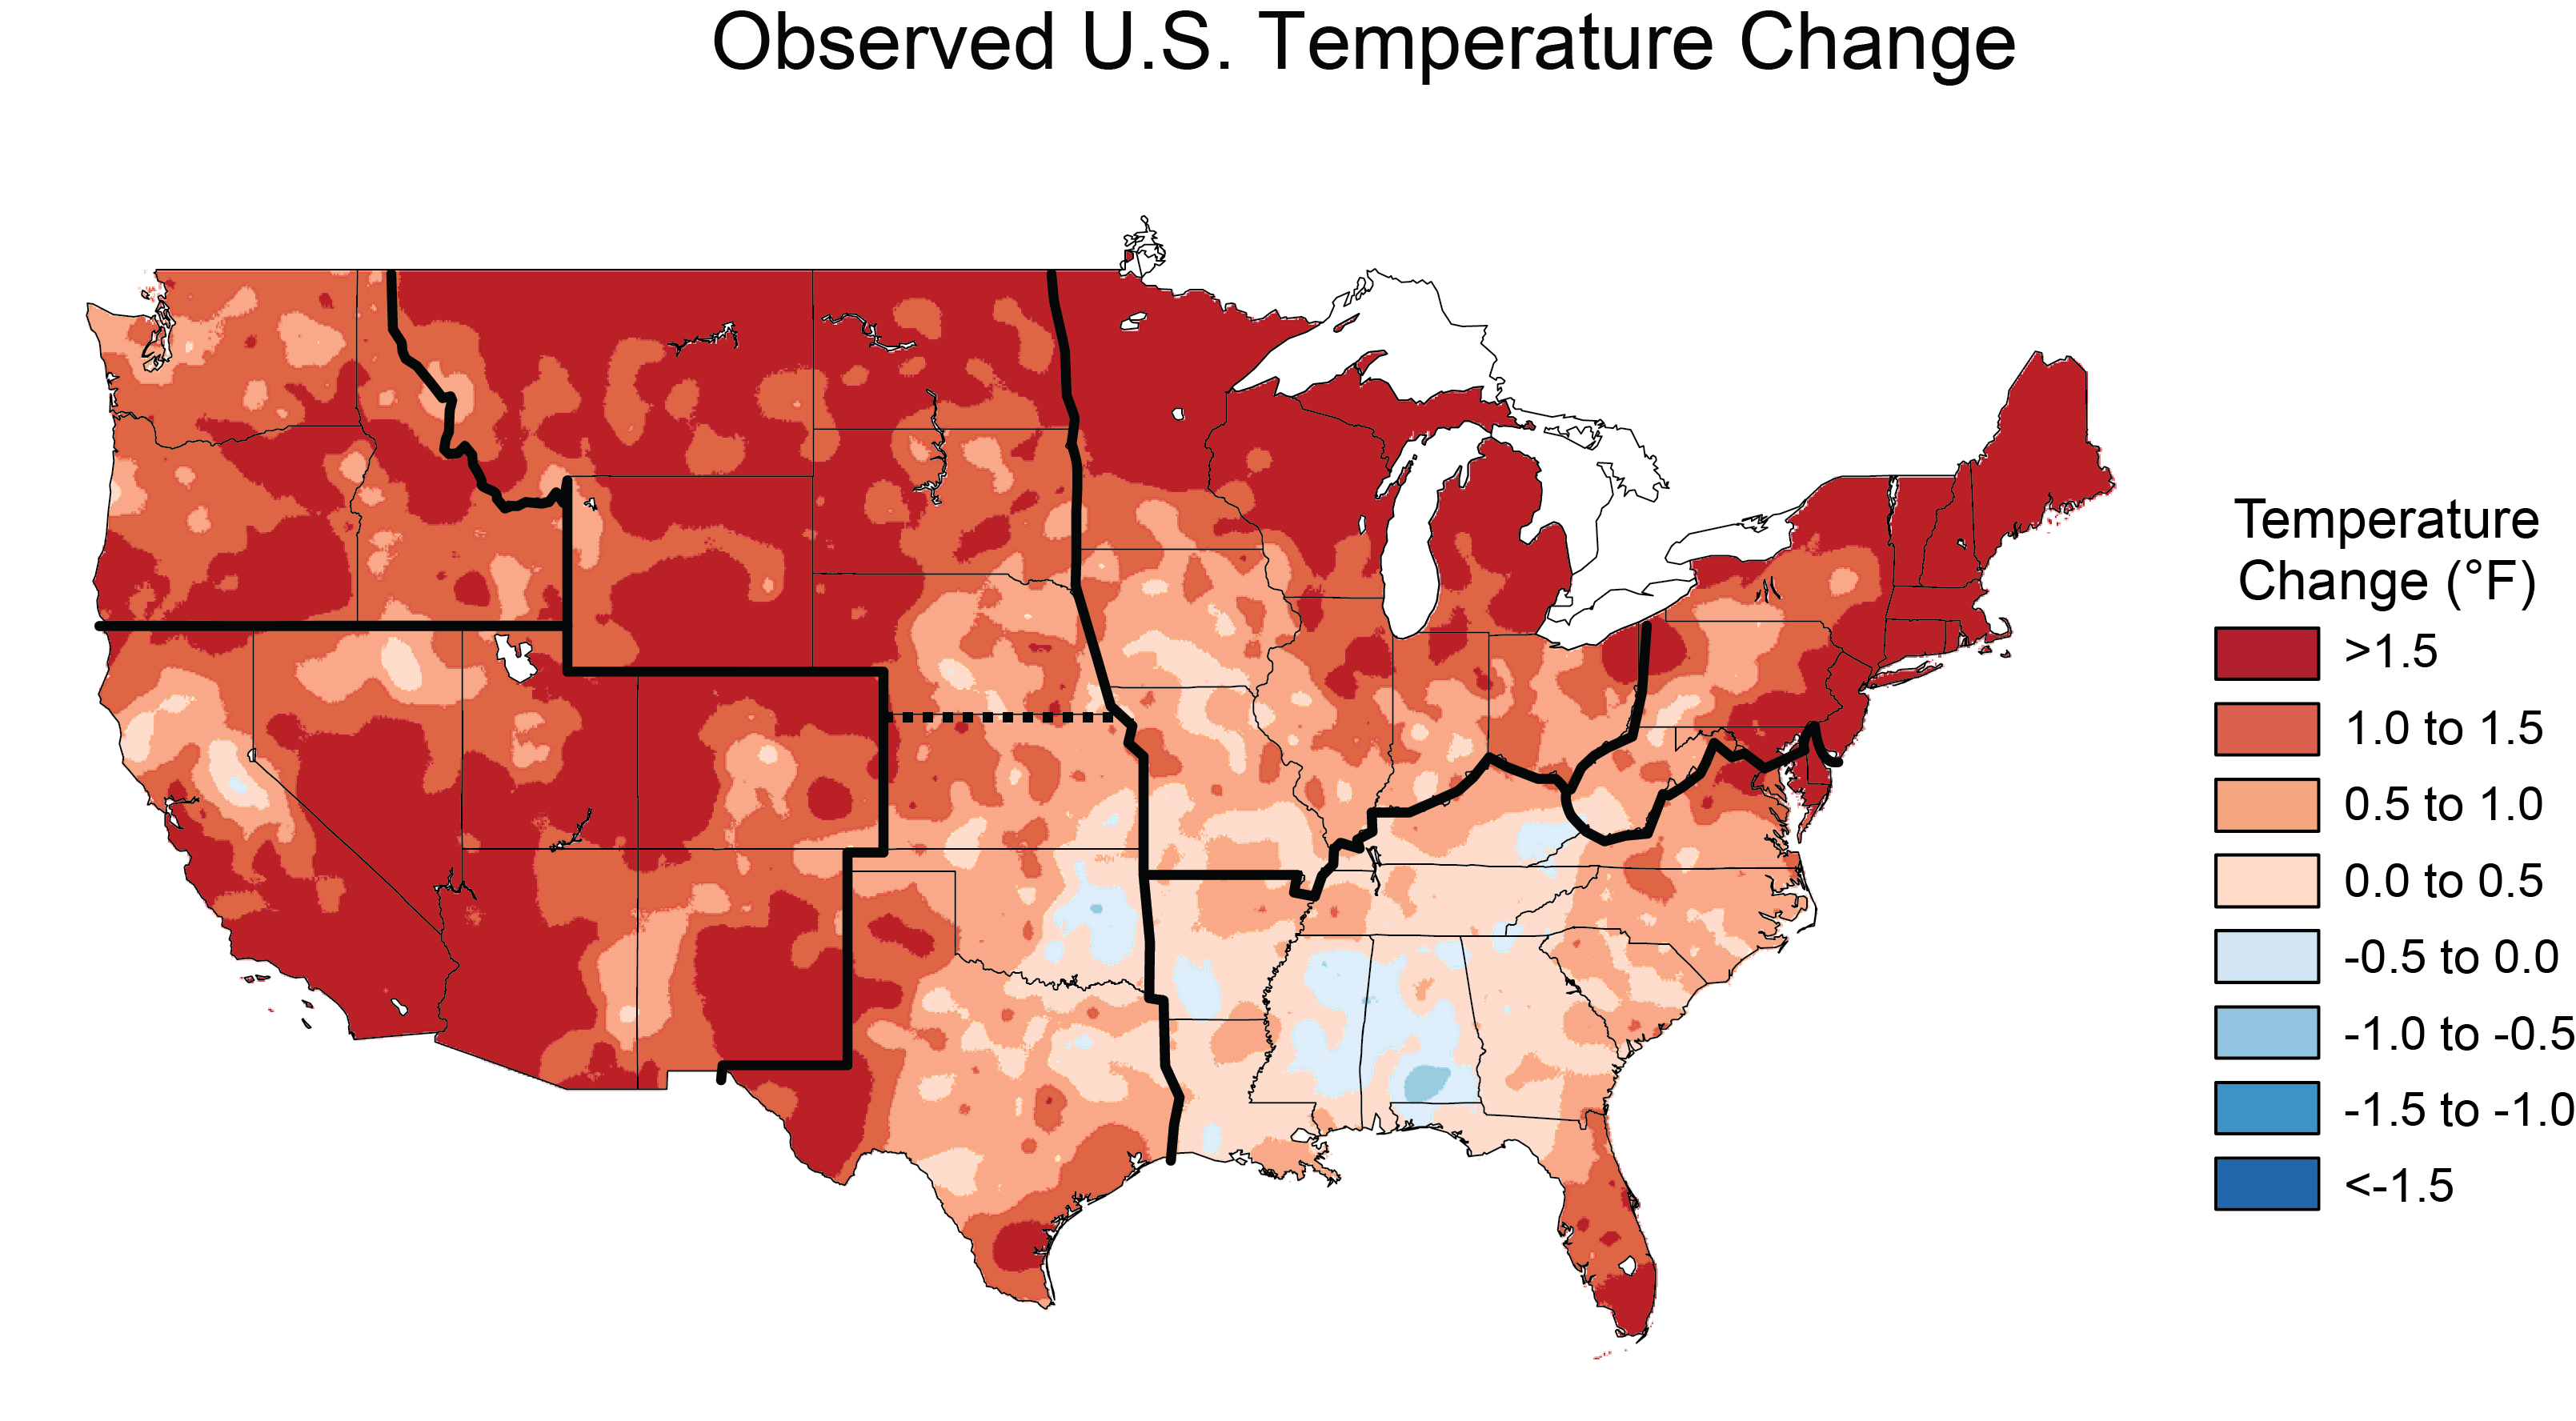 Observed U.S. Temperature Change
Temperature
Change (°F)
>1.5
1.0 to 1.5
0.5 to 1.0
0.0 to 0.5
-0.5 to 0.0
-1.0 to -0.5
-1.5 to -1.0
<-1.5